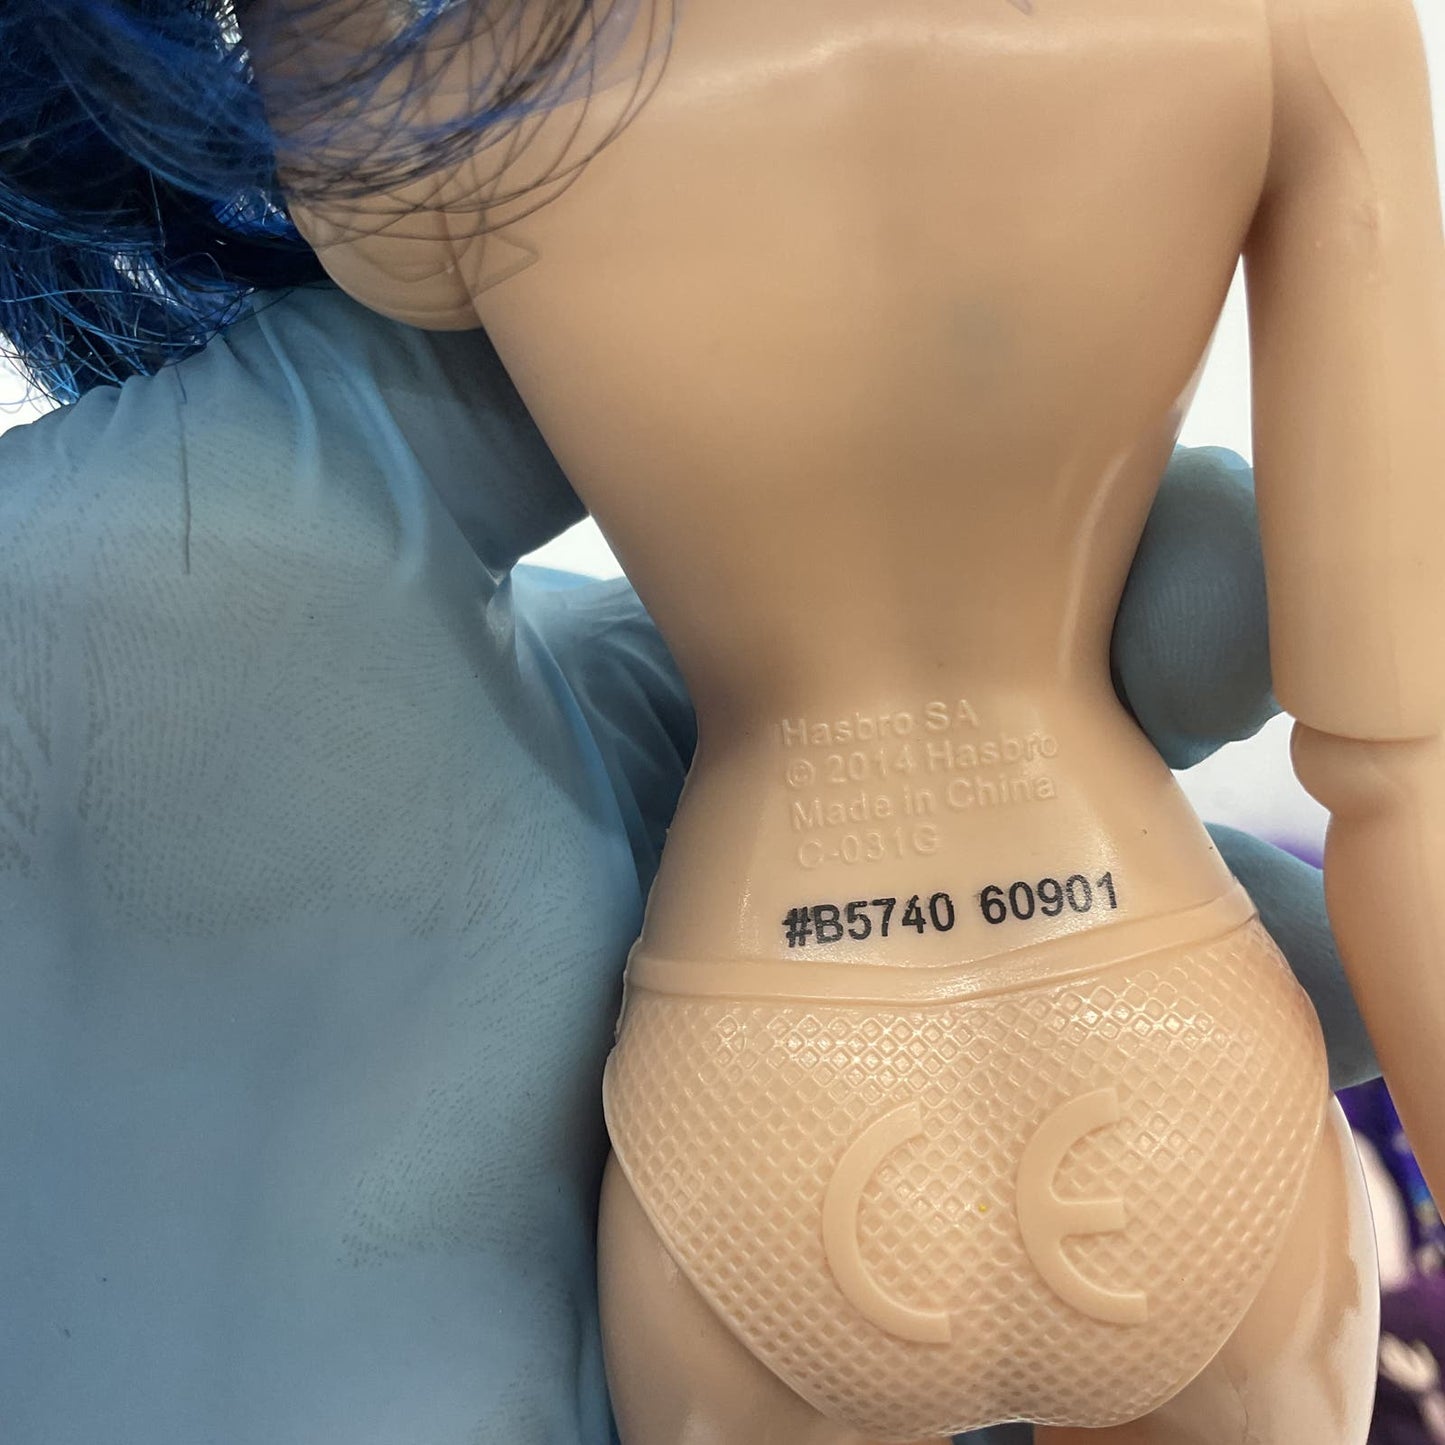 Hasbro SA
© 2014 Hasbro
Made in China
C-031G
#B5740 60901
CE